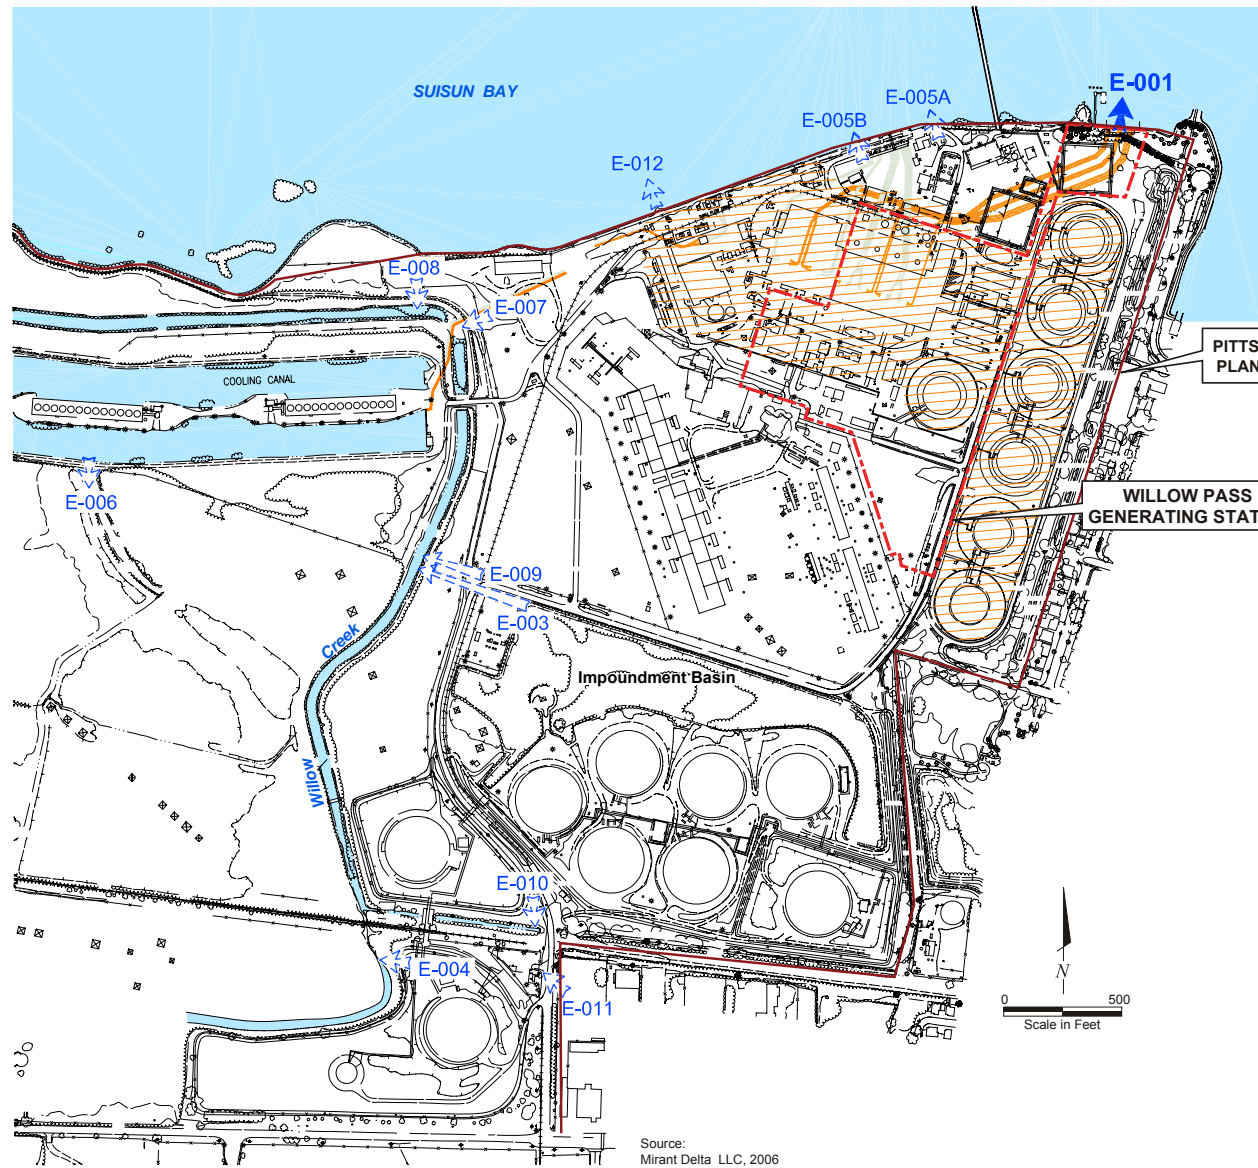 SUISUN BAY
E-001
E-005A
E-005B
E-012
E-008
E-007
COOLING CANAL
PITTS
PLAN
E-006
WILLOW PASS
GENERATING STAT
E-009
E-003
Creek
Impoundment Basin
Willow
E-010
E-004
E-011
N
0 500
Scale in Feet
Source:
Mirant Delta LLC, 2006